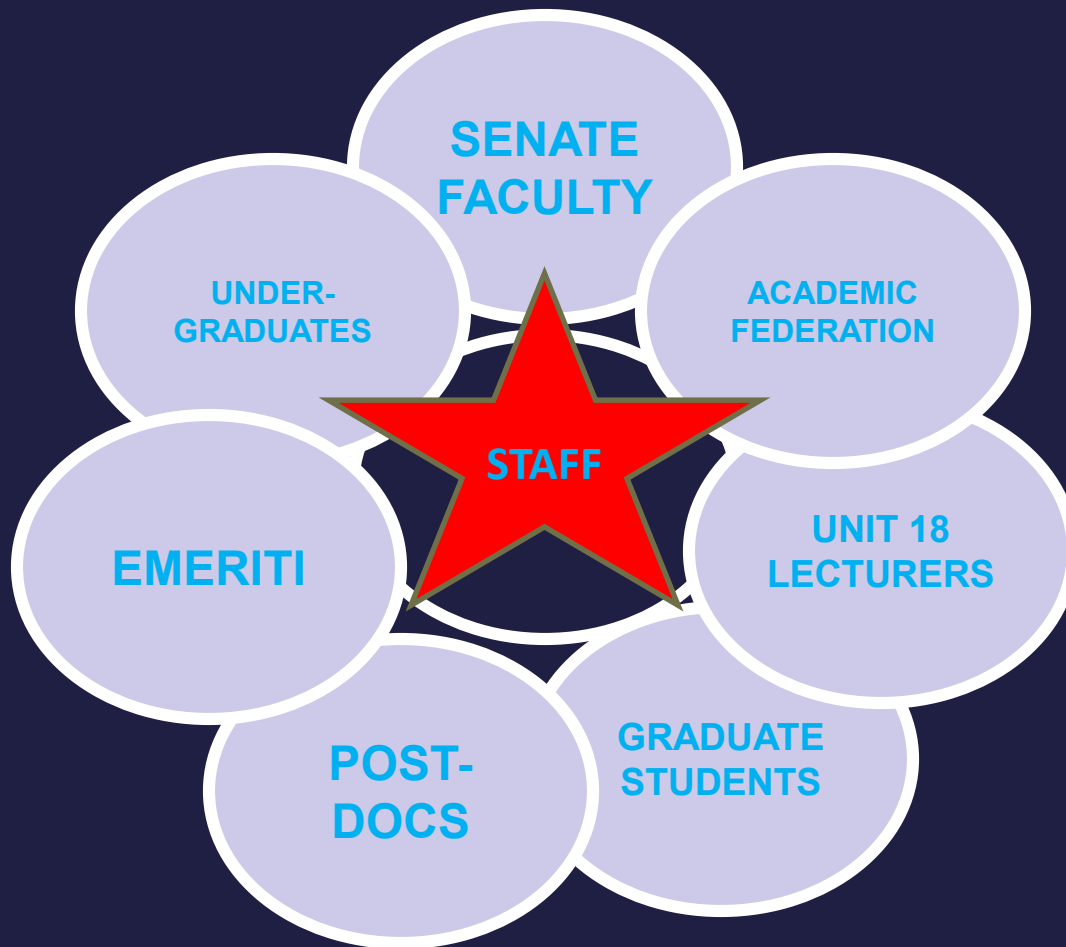 SENATE
FACULTY
UNDER-
GRADUATES
ACADEMIC
FEDERATION
STAFF
EMERITI
UNIT 18
LECTURERS
POST-
DOCS
GRADUATE
STUDENTS